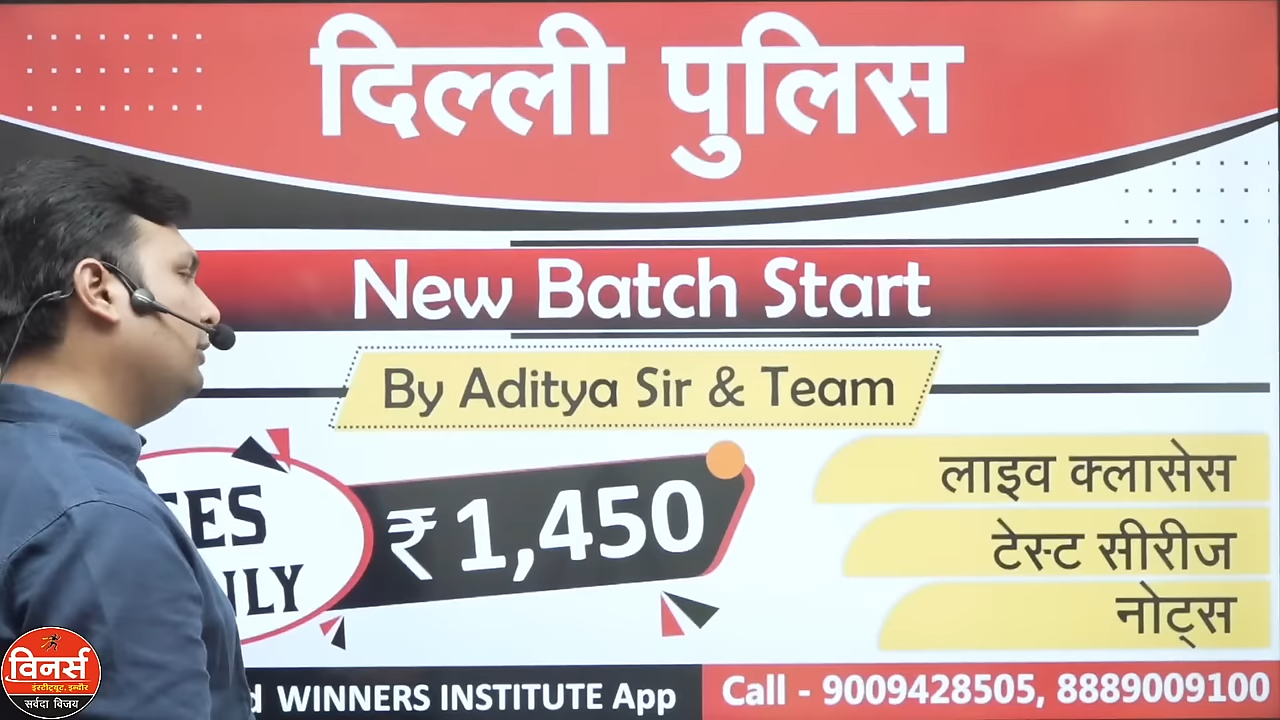 दिल्ली पुलिस
New Batch Start
By Aditya Sir & Team
₹ 1,450
लाइव क्लासेस
टेस्ट सीरीज
नोट्स
WINNERS INSTITUTE App
Call - 9009428505, 8889009100
विनर्स
इंस्टीट्यूट, इन्दौर
सर्वदा विजय